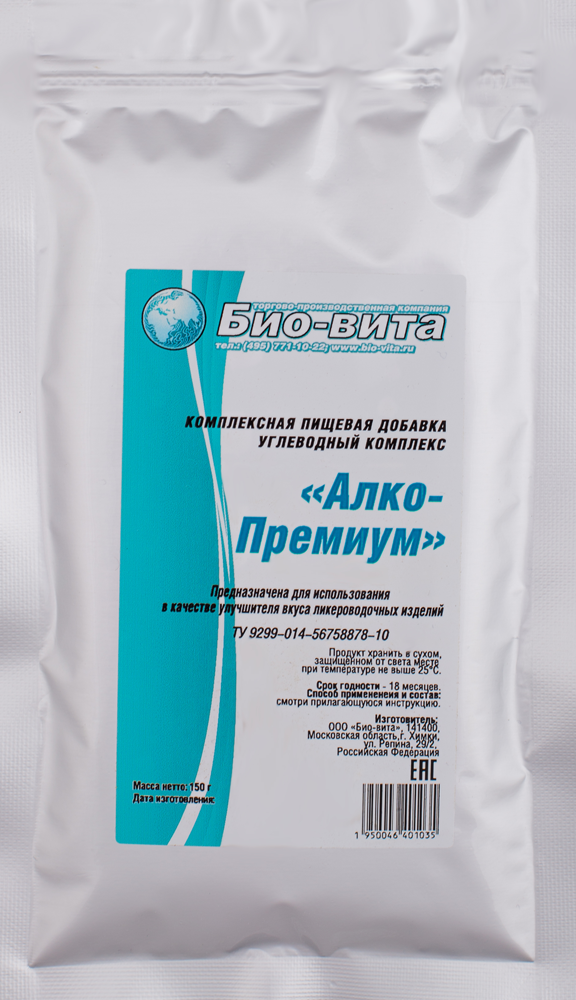 торгово-производственная компания
Био-вита
тел.: (495) 771-10-22; www.bio-vita.ru
КОМПЛЕКСНАЯ ПИЩЕВАЯ ДОБАВКА
УГЛЕВОДНЫЙ КОМПЛЕКС
«Алко-
Премиум»
Предназначена для использования
в качестве улучшителя вкуса ликероводочных изделий
ТУ 9299-014-56758878-10
Продукт хранить в сухом,
защищенном от света месте
при температуре не выше 25°С.
Срок годности - 18 месяцев.
Способ применения и состав:
смотри прилагающуюся инструкцию.
Изготовитель:
ООО «Био-вита», 141400,
Московская область,г. Химки,
ул. Репина, 29/2,
Российская Федерация
EAC
Масса нетто: 150 г
Дата изготовления:
1 950046 401035